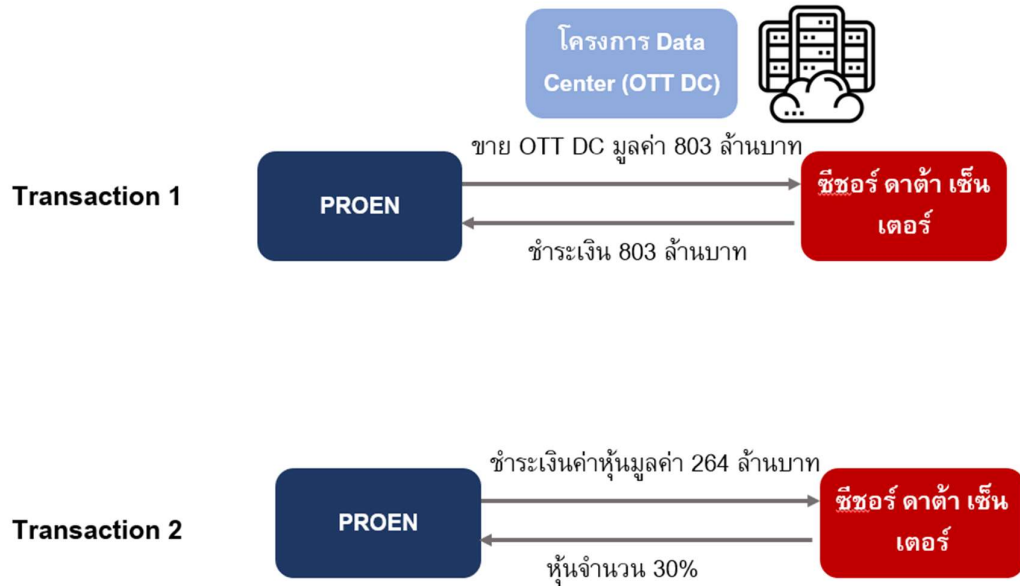 โครงการ Data
Center (OTT DC)
ขาย OTT DC มูลค่า 803 ล้านบาท
Transaction 1
PROEN
ซีชอร์ ดาต้า เซ็น
เตอร์
ชำระเงิน 803 ล้านบาท
ชำระเงินค่าหุ้นมูลค่า 264 ล้านบาท
Transaction 2
PROEN
ซีชอร์ ดาต้า เซ็น
เตอร์
หุ้นจำนวน 30%